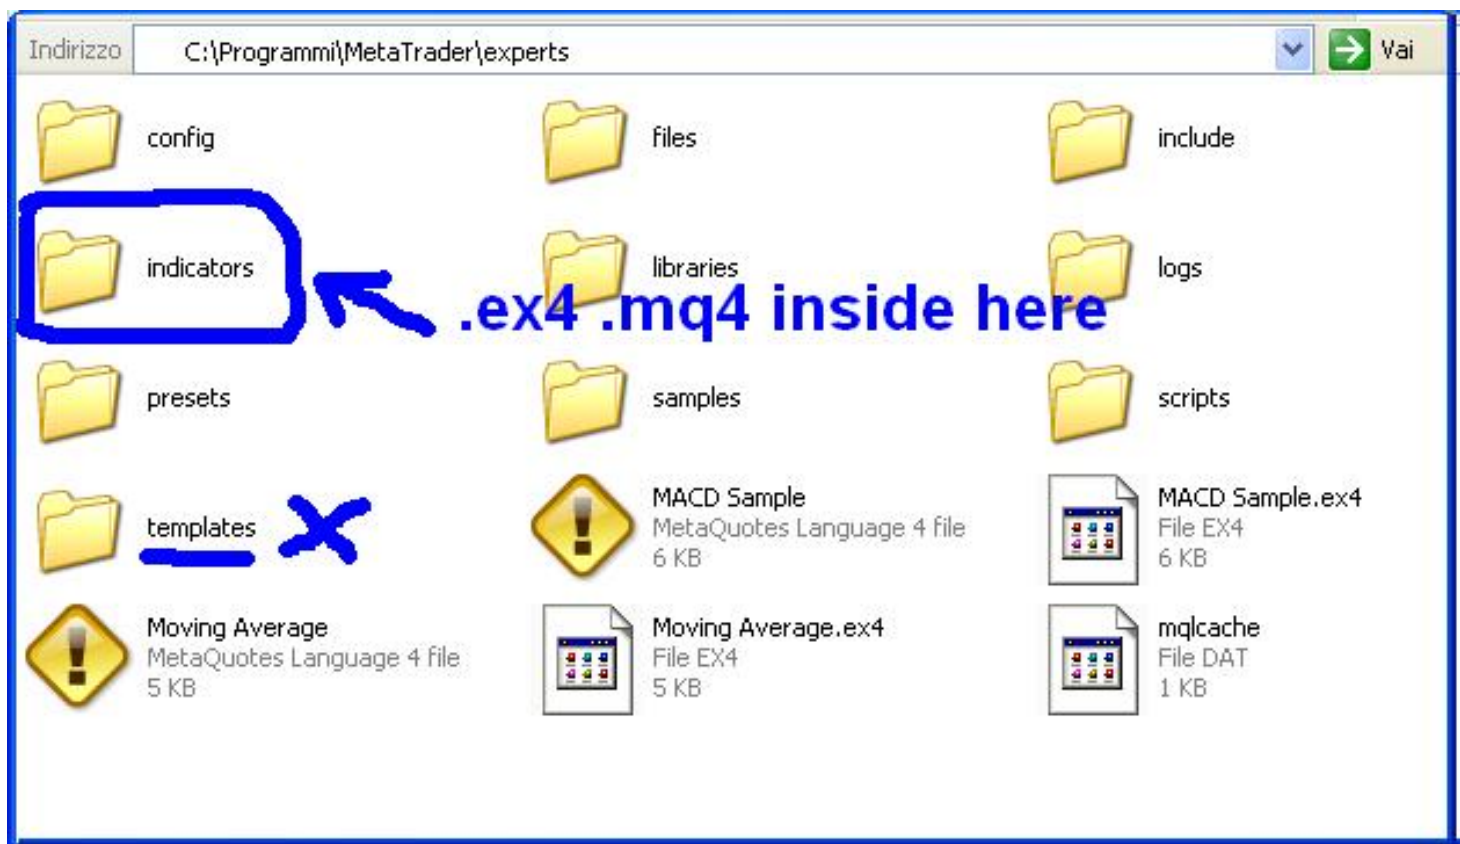 Indirizzo C:\Programmi\MetaTrader\experts Vai
config files include
indicators libraries logs
.ex4 .mq4 inside here
presets samples scripts
templates
MACD Sample
MetaQuotes Language 4 file
6 KB
MACD Sample.ex4
File EX4
6 KB
Moving Average
MetaQuotes Language 4 file
5 KB
Moving Average.ex4
File EX4
5 KB
mqlcache
File DAT
1 KB